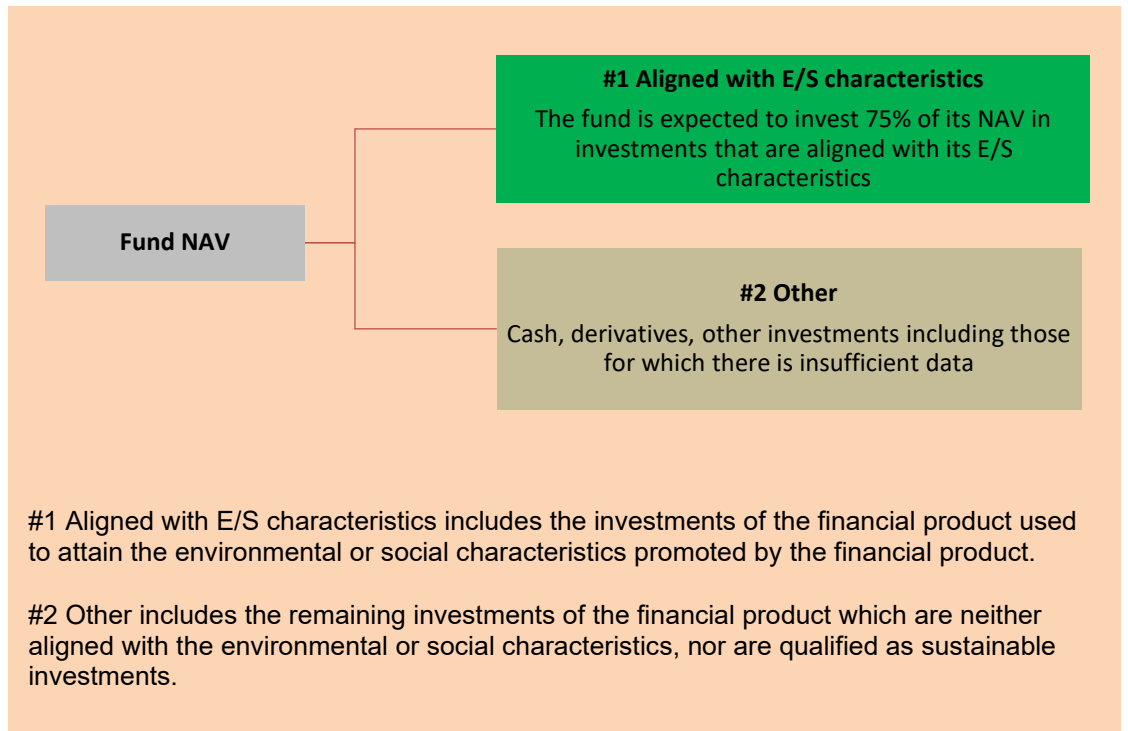 #1 Aligned with E/S characteristics
The fund is expected to invest 75% of its NAV in
investments that are aligned with its E/S
characteristics
Fund NAV
#2 Other
Cash, derivatives, other investments including those
for which there is insufficient data
#1 Aligned with E/S characteristics includes the investments of the financial product used
to attain the environmental or social characteristics promoted by the financial product.
#2 Other includes the remaining investments of the financial product which are neither
aligned with the environmental or social characteristics, nor are qualified as sustainable
investments.